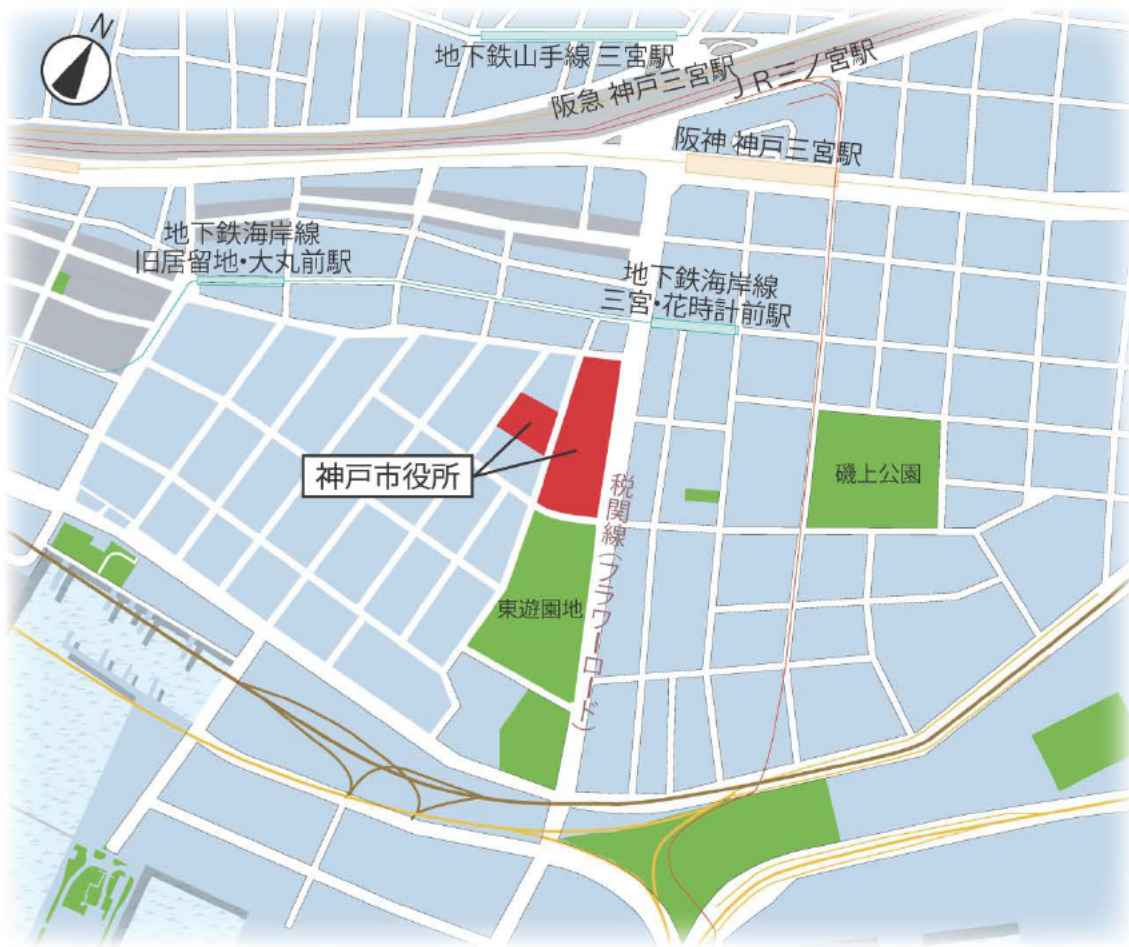 N
地下鉄山手線 三宮駅
阪急 神戸三宮駅
JR三ノ宮駅
阪神 神戸三宮駅
地下鉄海岸線
旧居留地・大丸前駅
地下鉄海岸線
三宮・花時計前駅
神戸市役所
磯上公園
税関線(フラワーロード)
東遊園地